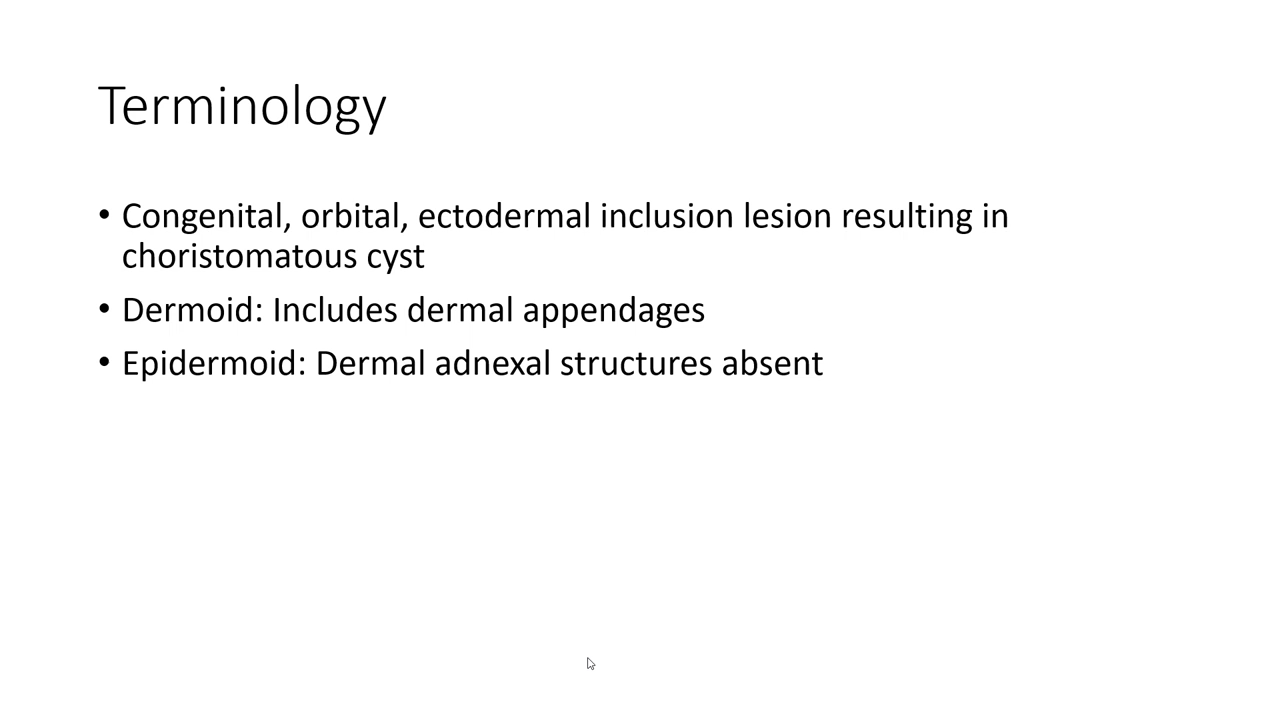 Terminology
• Congenital, orbital, ectodermal inclusion lesion resulting in
choristomatous cyst
• Dermoid: Includes dermal appendages
• Epidermoid: Dermal adnexal structures absent